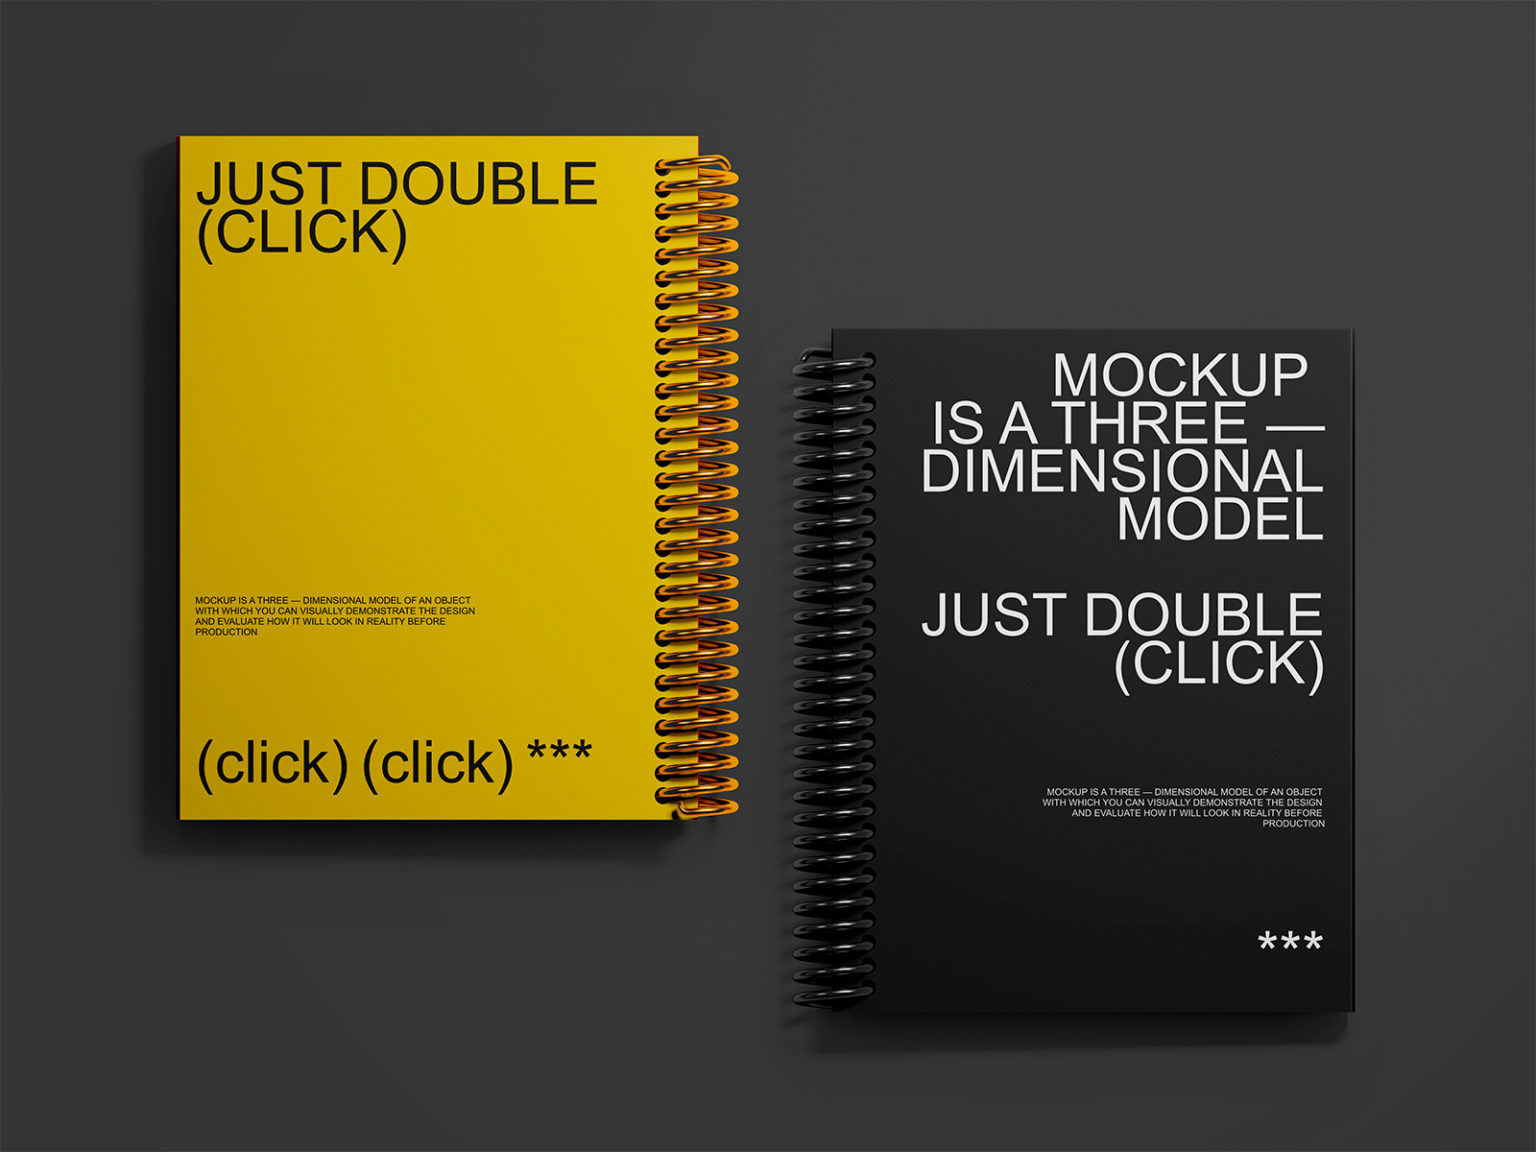 JUST DOUBLE
(CLICK)
MOCKUP IS A THREE — DIMENSIONAL MODEL OF AN OBJECT
WITH WHICH YOU CAN VISUALLY DEMONSTRATE THE DESIGN
AND EVALUATE HOW IT WILL LOOK IN REALITY BEFORE
PRODUCTION
(click) (click) ***
MOCKUP
IS A THREE —
DIMENSIONAL
MODEL
JUST DOUBLE
(CLICK)
MOCKUP IS A THREE — DIMENSIONAL MODEL OF AN OBJECT
WITH WHICH YOU CAN VISUALLY DEMONSTRATE THE DESIGN
AND EVALUATE HOW IT WILL LOOK IN REALITY BEFORE
PRODUCTION
***